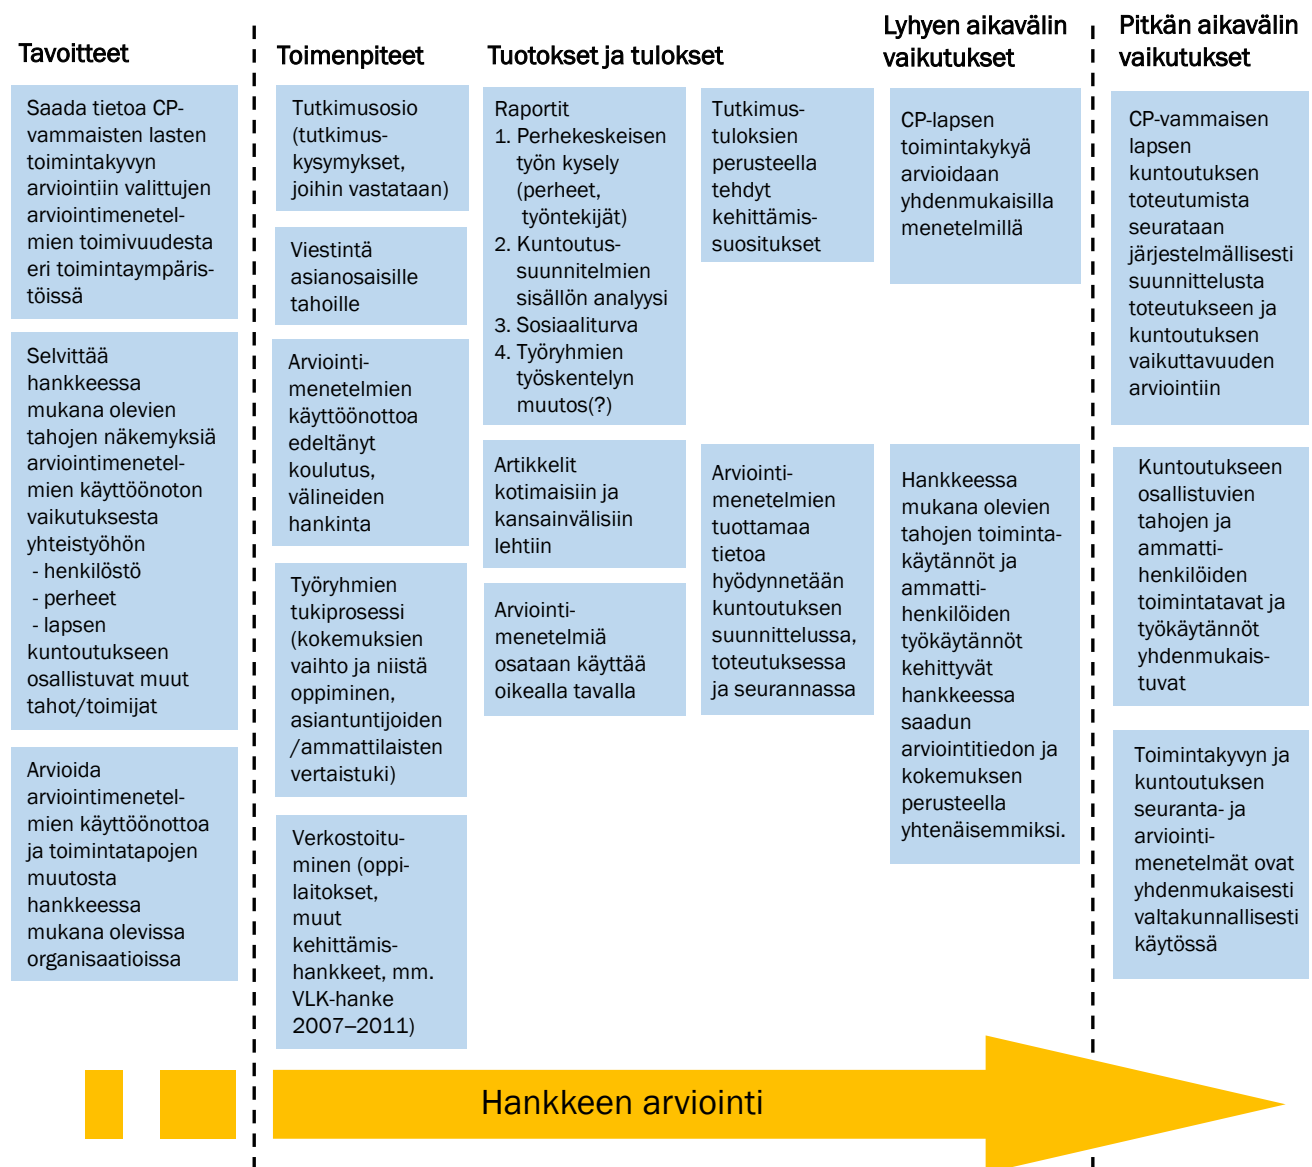 Tavoitteet
Saada tietoa CP-
vammaisten lasten
toimintakyvyn
arviointiin valittujen
arviointimenetel-
mien toimivuudesta
eri toimintaympäris-
töissä
Selvittää
hankkeessa
mukana olevien
tahojen näkemyksiä
arviointimenetel-
mien käyttöönoton
vaikutuksesta
yhteistyöhön
- henkilöstö
- perheet
- lapsen
kuntoutukseen
osallistuvat muut
tahot/toimijat
Arvioida
arviointimenetel-
mien käyttöönottoa
ja toimintatapojen
muutosta
hankkeessa
mukana olevissa
organisaatioissa
Toimenpiteet
Tutkimusosio
(tutkimus-
kysymykset,
joihin vastataan)
Viestintä
asianosaisille
tahoille
Arviointi-
menetelmien
käyttöönottoa
edeltänyt
koulutus,
välineiden
hankinta
Työryhmien
tukiprosessi
(kokemuksien
vaihto ja niistä
oppiminen,
asiantuntijoiden
/ammattilaisten
vertaistuki)
Verkostoitu-
minen (oppi-
laitokset,
muut
kehittämis-
hankkeet, mm.
VLK-hanke
2007–2011)
Tuotokset ja tulokset
Raportit
1. Perhekeskeisen
työn kysely
(perheet,
työntekijät)
2. Kuntoutus-
suunnitelmien
sisällön analyysi
3. Sosiaaliturva
4. Työryhmien
työskentelyn
muutos(?)
Artikkelit
kotimaisiin ja
kansainvälisiin
lehtiin
Arviointi-
menetelmiä
osataan käyttää
oikealla tavalla
Tutkimus-
tuloksien
perusteella
tehdyt
kehittämis-
suositukset
Arviointi-
menetelmien
tuottamaa
tietoa
hyödynnetään
kuntoutuksen
suunnittelussa,
toteutuksessa
ja seurannassa
Lyhyen aikavälin
vaikutukset
CP-lapsen
toimintakykyä
arvioidaan
yhdenmukaisilla
menetelmillä
Hankkeessa
mukana olevien
tahojen toiminta-
käytännöt ja
ammatti-
henkilöiden
työkäytännöt
kehittyvät
hankkeessa
saadun
arviointitiedon ja
kokemuksen
perusteella
yhtenäisemmiksi.
Pitkän aikavälin
vaikutukset
CP-vammaisen
lapsen
kuntoutuksen
toteutumista
seurataan
järjestelmällisesti
suunnittelusta
toteutukseen ja
kuntoutuksen
vaikuttavuuden
arviointiin
Kuntoutukseen
osallistuvien
tahojen ja
ammatti-
henkilöiden
toimintatavat ja
työkäytännöt
yhdenmukais-
tuvat
Toimintakyvyn ja
kuntoutuksen
seuranta- ja
arviointi-
menetelmät ovat
yhdenmukaisesti
valtakunnallisesti
käytössä
Hankkeen arviointi